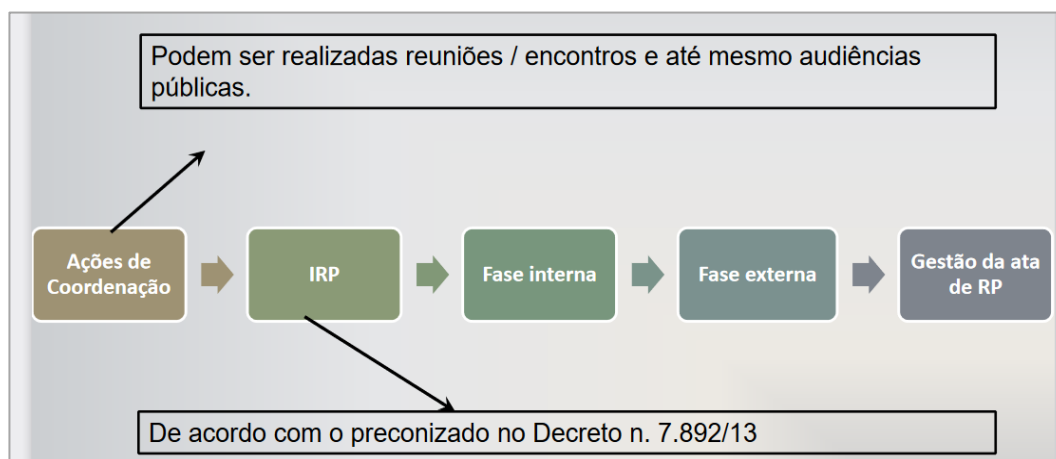 Podem ser realizadas reuniões / encontros e até mesmo audiências
públicas.
Ações de
Coordenação
IRP
Fase interna
Fase externa
Gestão da ata
de RP
De acordo com o preconizado no Decreto n. 7.892/13